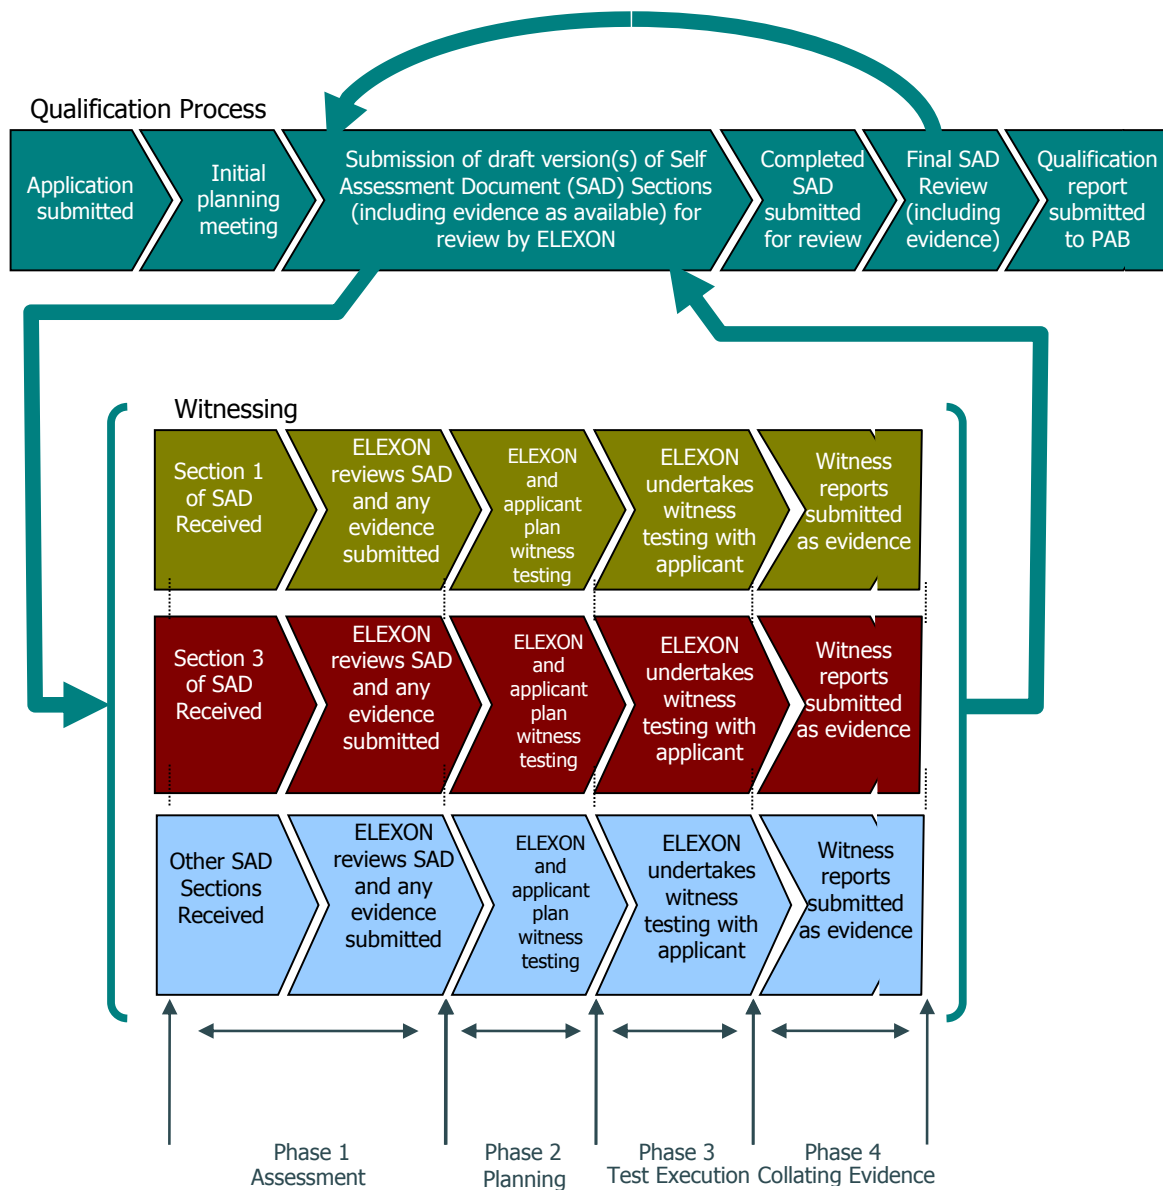 Qualification Process
Application
submitted
Initial
planning
meeting
Submission of draft version(s) of Self
Assessment Document (SAD) Sections
(including evidence as available) for
review by ELEXON
Completed
SAD
submitted
for review
Final SAD
Review
(including
evidence)
Qualification
report
submitted
to PAB
Witnessing
Section 1
of SAD
Received
ELEXON
reviews SAD
and any
evidence
submitted
ELEXON
and
applicant
plan
witness
testing
ELEXON
undertakes
witness
testing with
applicant
Witness
reports
submitted
as evidence
Section 3
of SAD
Received
ELEXON
reviews SAD
and any
evidence
submitted
ELEXON
and
applicant
plan
witness
testing
ELEXON
undertakes
witness
testing with
applicant
Witness
reports
submitted
as evidence
Other SAD
Sections
Received
ELEXON
reviews SAD
and any
evidence
submitted
ELEXON
and
applicant
plan
witness
testing
ELEXON
undertakes
witness
testing with
applicant
Witness
reports
submitted
as evidence
Phase 1
Assessment
Phase 2
Planning
Phase 3
Test Execution
Phase 4
Collating Evidence